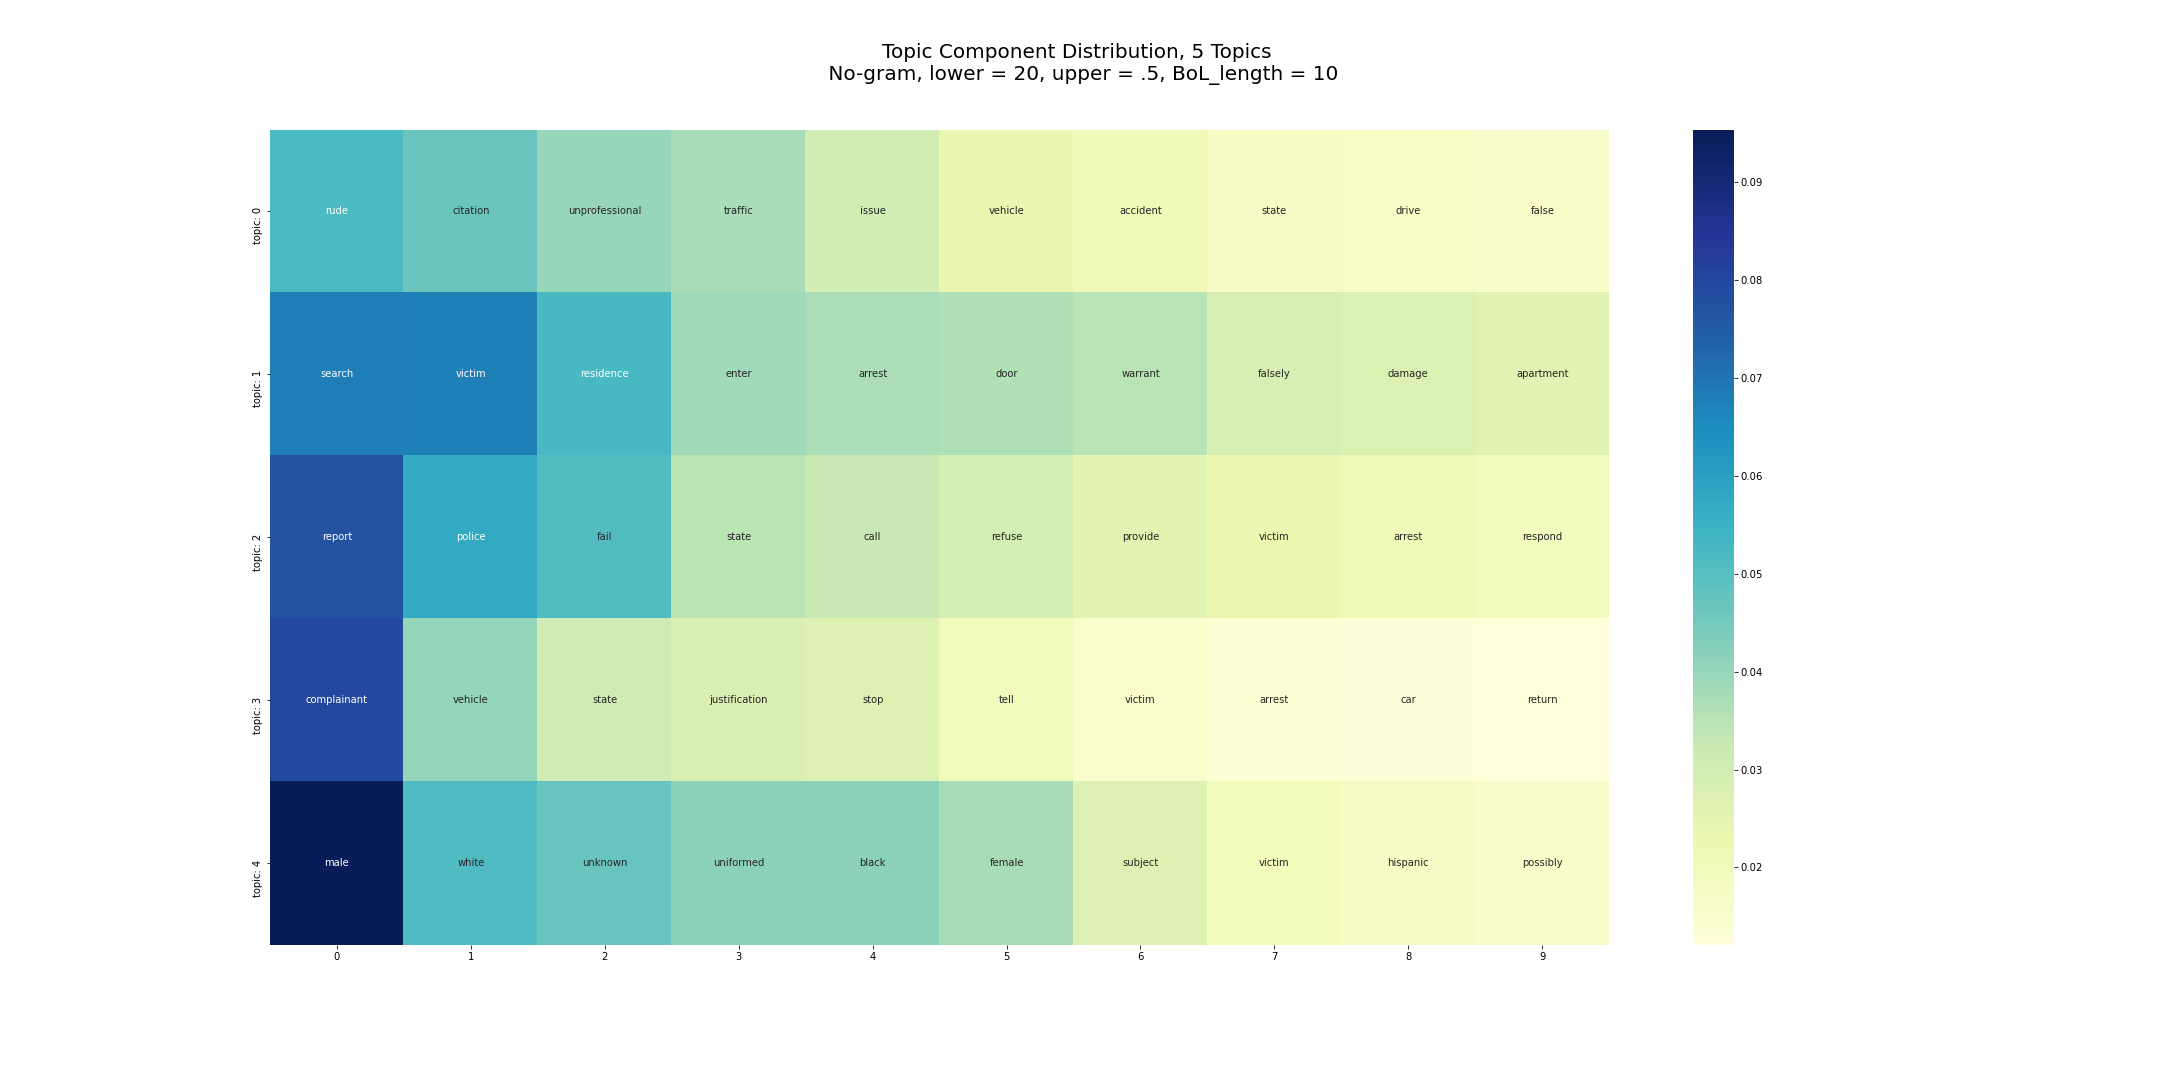 Topic Component Distribution, 5 Topics
No-gram, lower = 20, upper = .5, BoL_length = 10
topic: 0
rude citation unprofessional traffic issue vehicle accident state drive false
topic: 1
search victim residence enter arrest door warrant falsely damage apartment
topic: 2
report police fail state call refuse provide victim arrest respond
topic: 3
complainant vehicle state justification stop tell victim arrest car return
topic: 4
male white unknown uniformed black female subject victim hispanic possibly
0 1 2 3 4 5 6 7 8 9
0.09
0.08
0.07
0.06
0.05
0.04
0.03
0.02